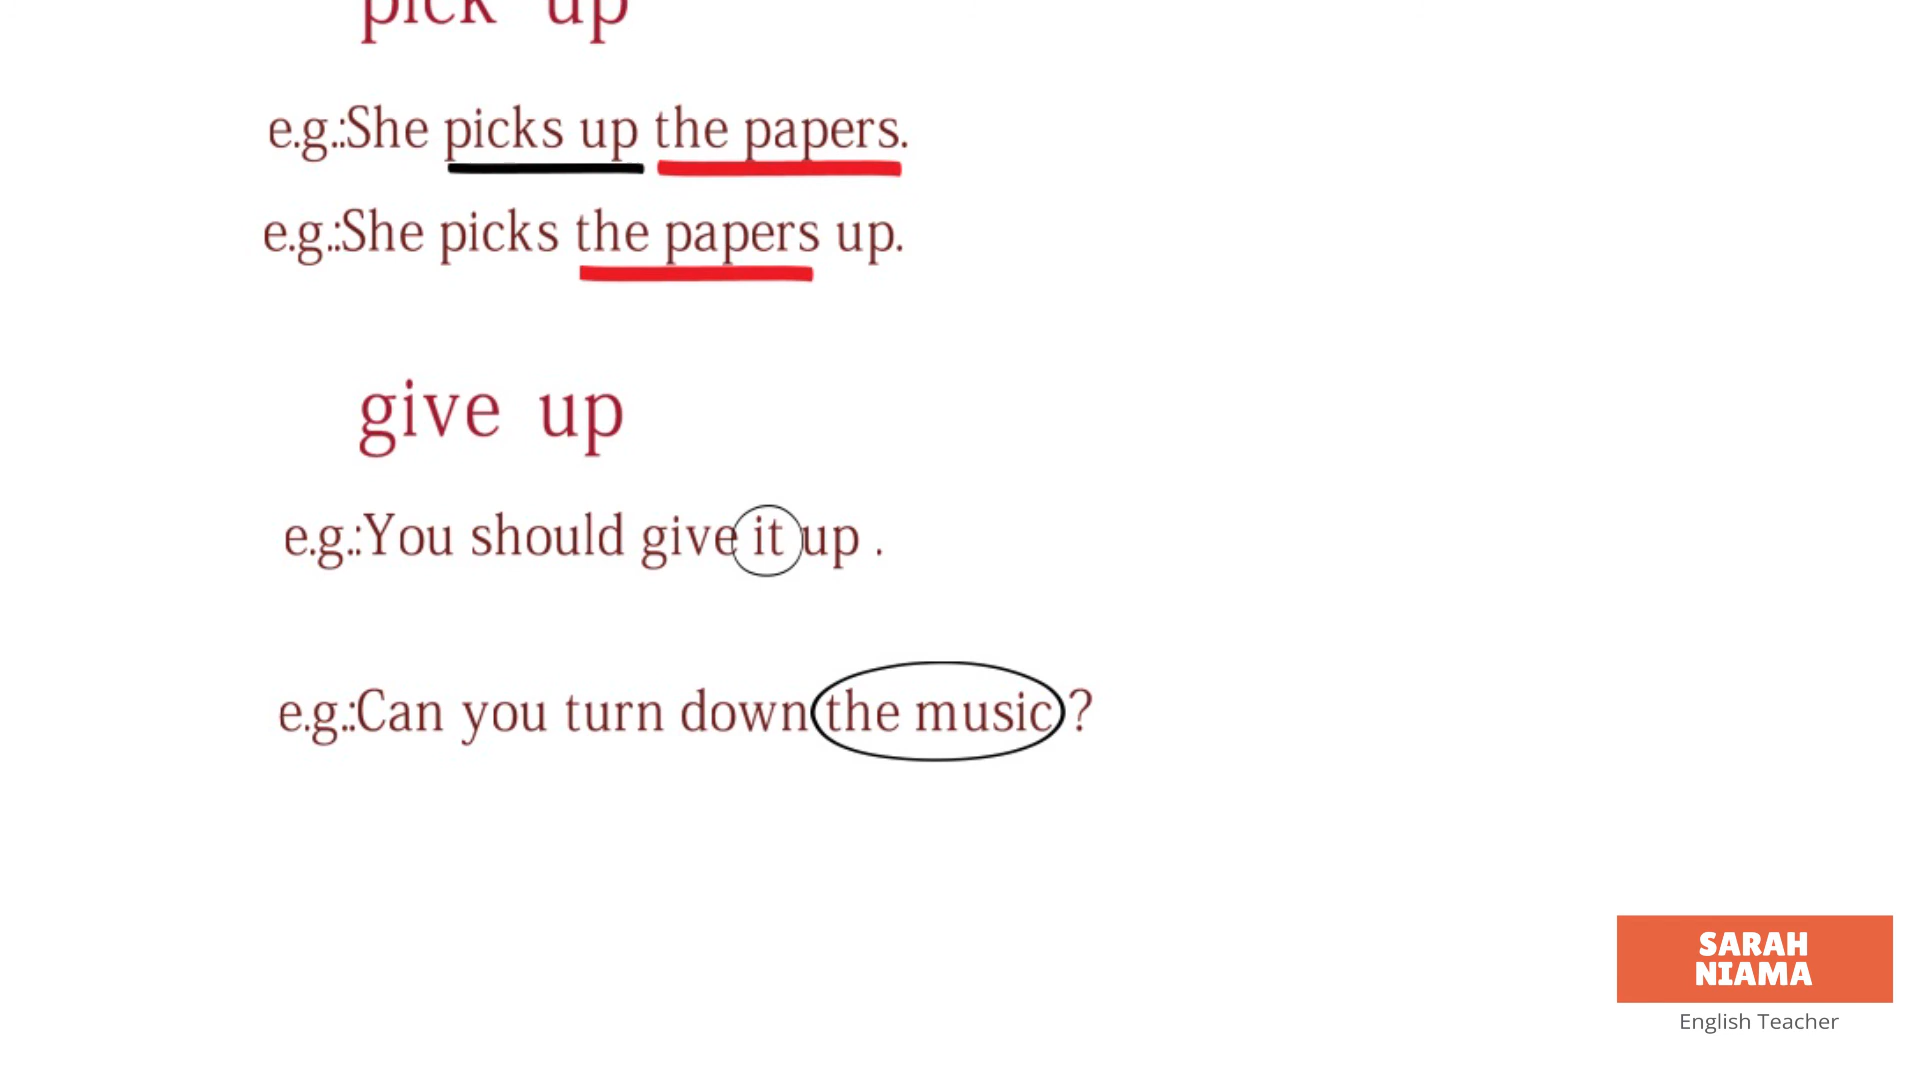 pick up
e.g.:She picks up the papers.
e.g.:She picks the papers up.
give up
e.g.:You should give it up .
e.g.:Can you turn down the music ?
SARAH
NIAMA
English Teacher